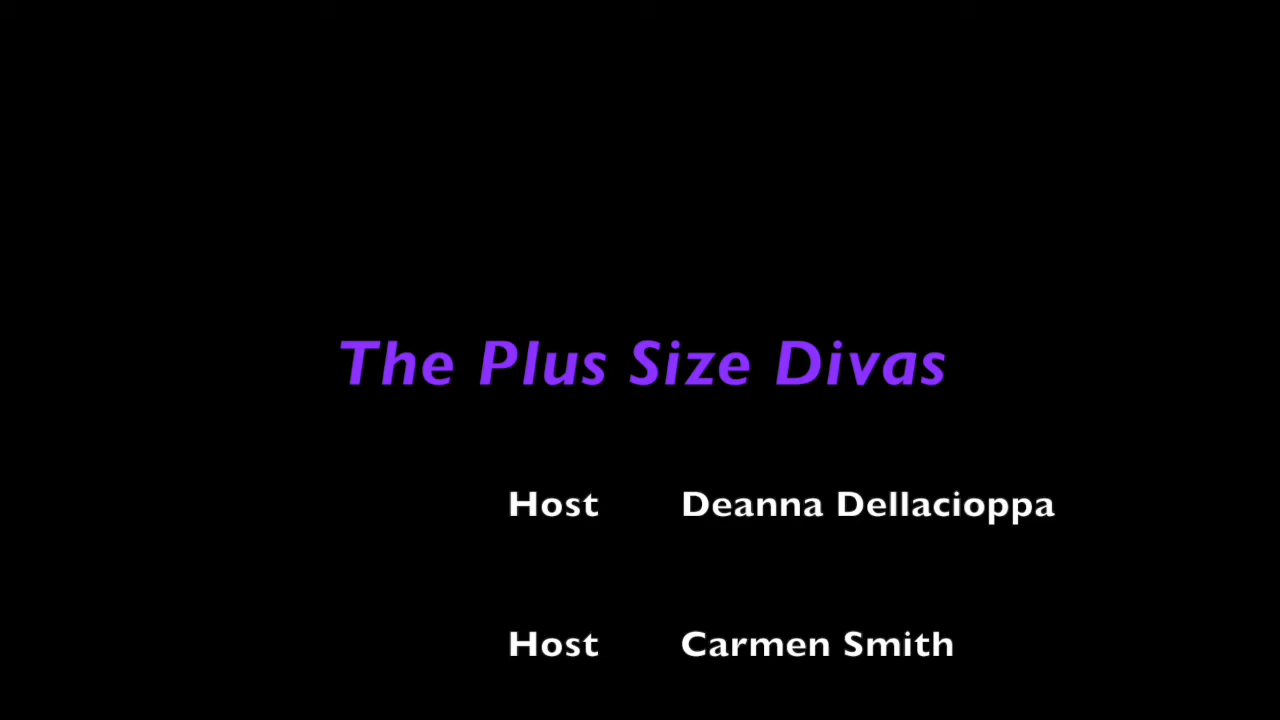 The Plus Size Divas
Host Deanna Dellacioppa
Host Carmen Smith